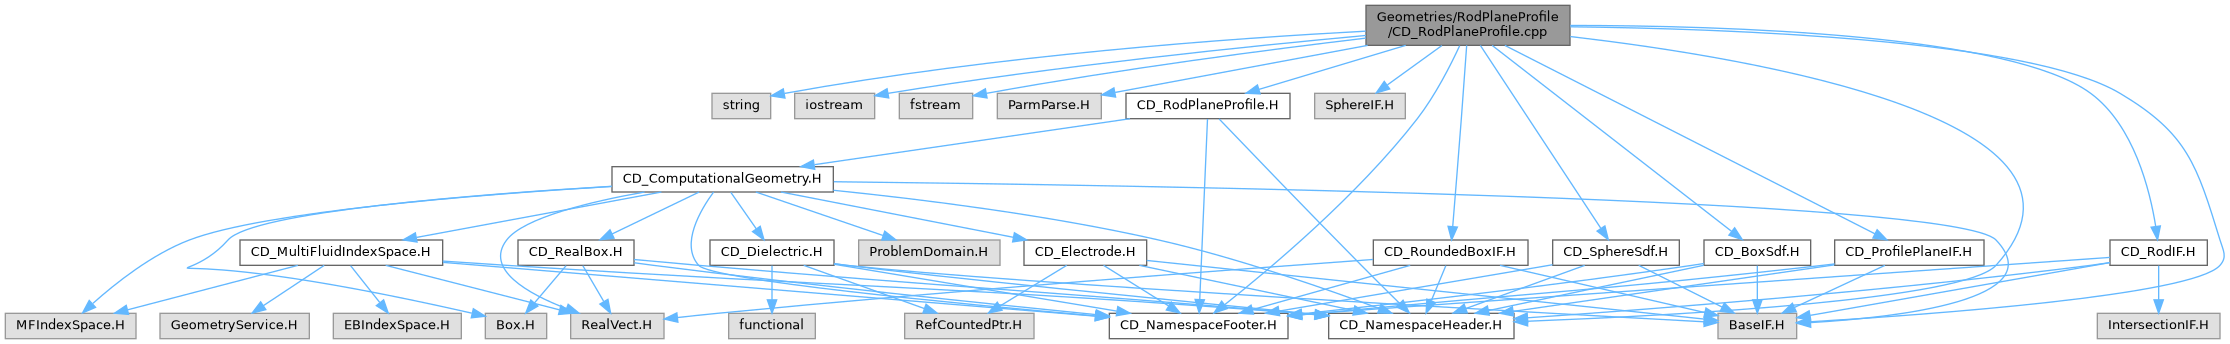 Geometries/RodPlaneProfile
/CD_RodPlaneProfile.cpp
string
iostream
fstream
ParmParse.H
CD_RodPlaneProfile.H
SphereIF.H
CD_ComputationalGeometry.H
CD_MultiFluidIndexSpace.H
CD_RealBox.H
CD_Dielectric.H
ProblemDomain.H
CD_Electrode.H
CD_RoundedBoxIF.H
CD_SphereSdf.H
CD_BoxSdf.H
CD_ProfilePlaneIF.H
CD_RodIF.H
MFIndexSpace.H
GeometryService.H
EBIndexSpace.H
Box.H
RealVect.H
functional
RefCountedPtr.H
CD_NamespaceFooter.H
CD_NamespaceHeader.H
BaseIF.H
IntersectionIF.H